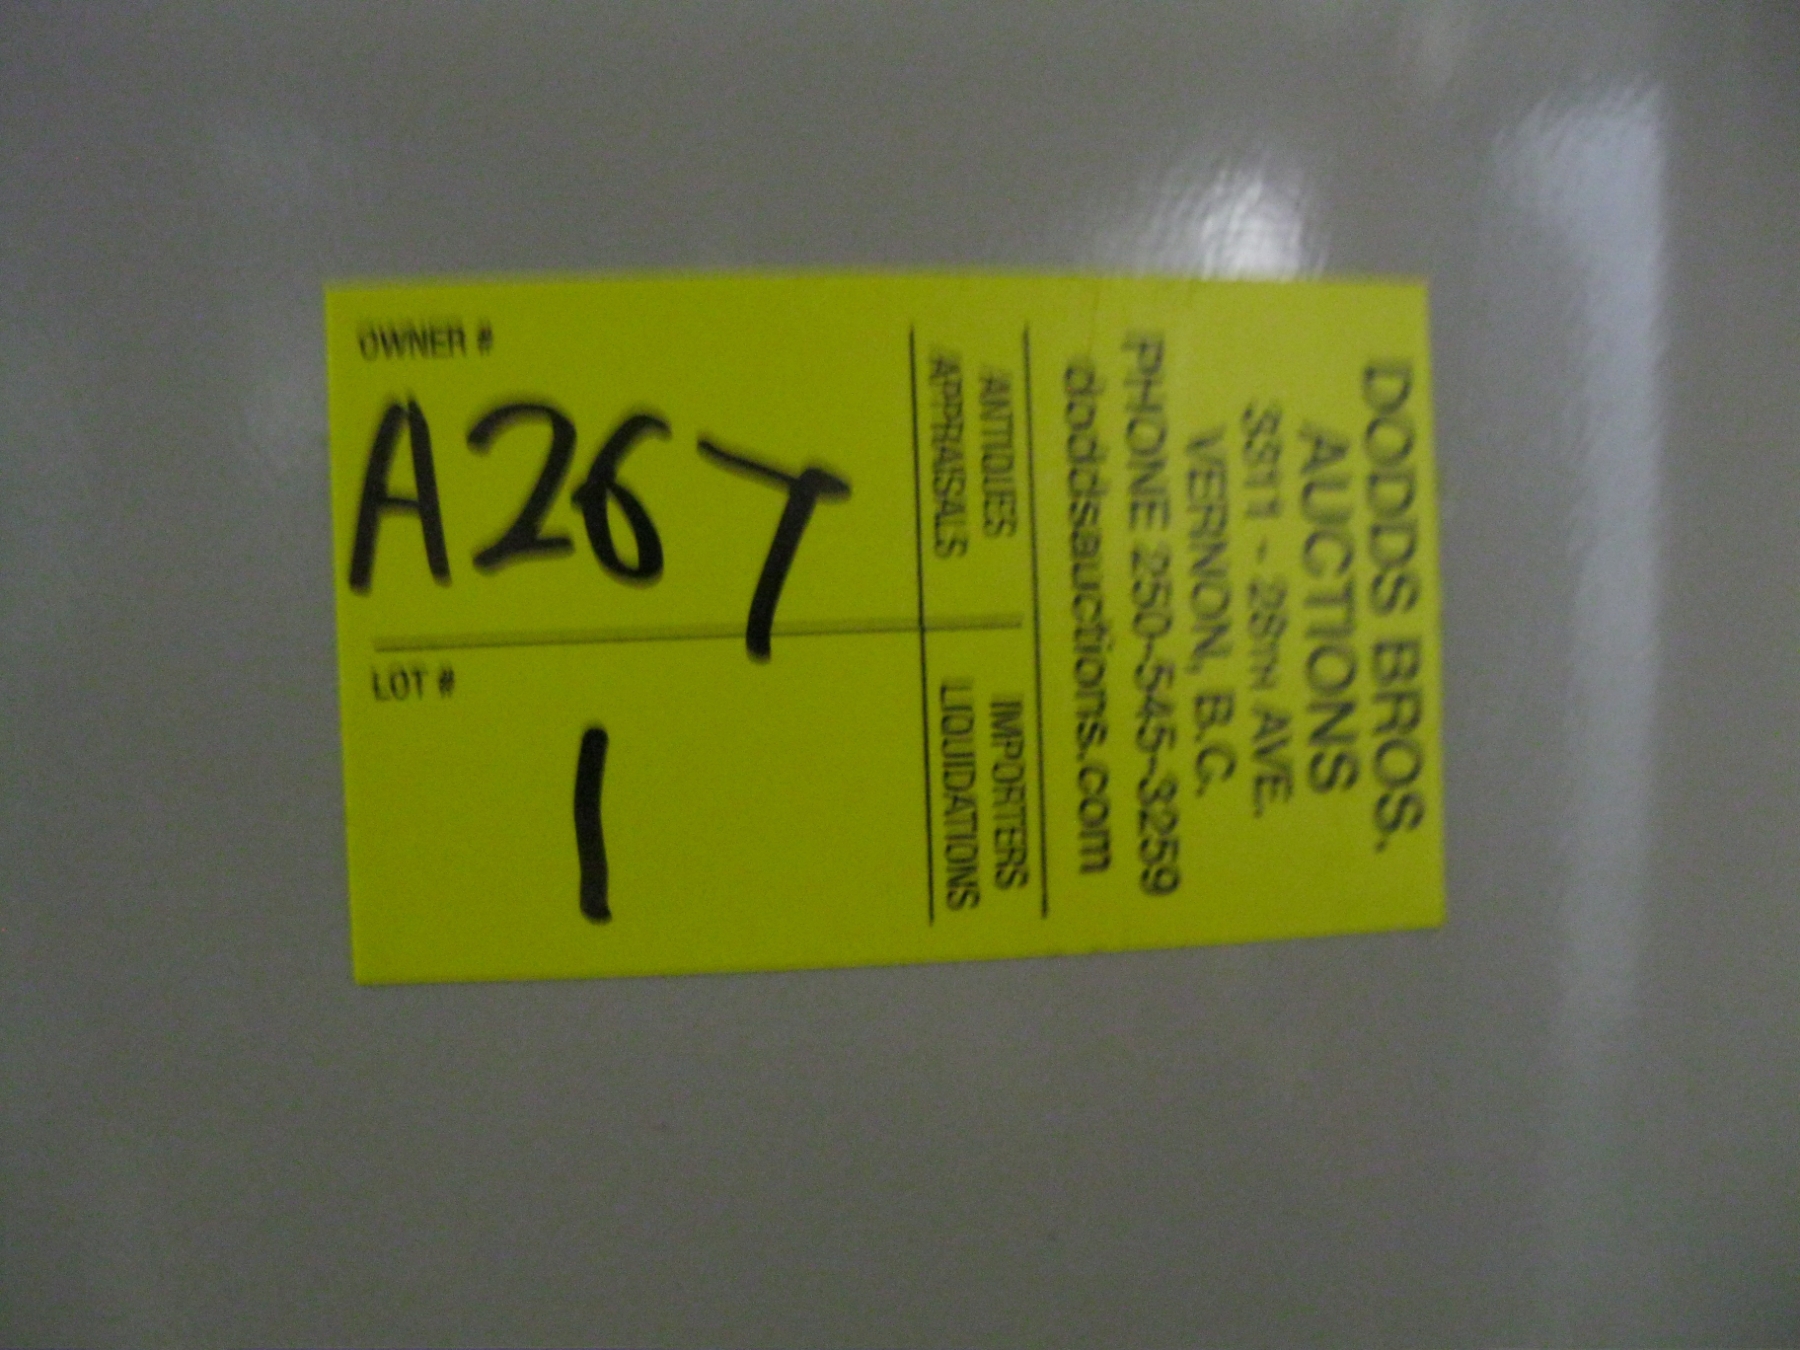 DODDS BROS.
AUCTIONS
3311 - 28TH AVE.
VERNON, B.C.
PHONE 250-545-3259
doddsauctions.com
ANTIQUES IMPORTERS
APPRAISALS LIQUIDATIONS
OWNER #
A267
LOT #
1